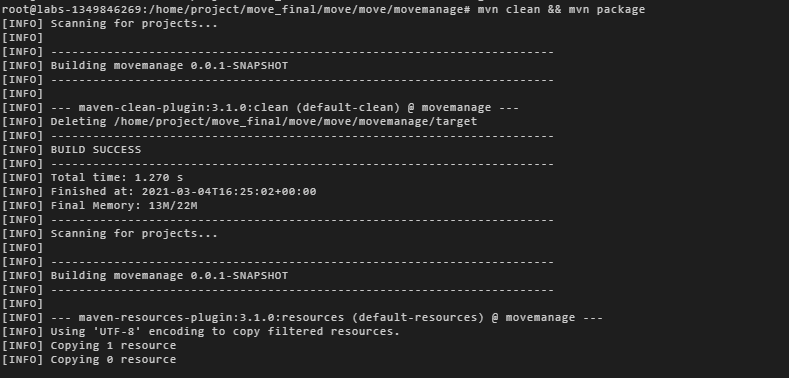 root@labs-1349846269:/home/project/move_final/move/move/movemanage# mvn clean && mvn package
[INFO] Scanning for projects...
[INFO]
[INFO] ------------------------------------------------------------------------
[INFO] Building movemanage 0.0.1-SNAPSHOT
[INFO] ------------------------------------------------------------------------
[INFO]
[INFO] --- maven-clean-plugin:3.1.0:clean (default-clean) @ movemanage ---
[INFO] Deleting /home/project/move_final/move/move/movemanage/target
[INFO] ------------------------------------------------------------------------
[INFO] BUILD SUCCESS
[INFO] ------------------------------------------------------------------------
[INFO] Total time: 1.270 s
[INFO] Finished at: 2021-03-04T16:25:02+00:00
[INFO] Final Memory: 13M/22M
[INFO] ------------------------------------------------------------------------
[INFO] Scanning for projects...
[INFO]
[INFO] ------------------------------------------------------------------------
[INFO] Building movemanage 0.0.1-SNAPSHOT
[INFO] ------------------------------------------------------------------------
[INFO]
[INFO] --- maven-resources-plugin:3.1.0:resources (default-resources) @ movemanage ---
[INFO] Using 'UTF-8' encoding to copy filtered resources.
[INFO] Copying 1 resource
[INFO] Copying 0 resource